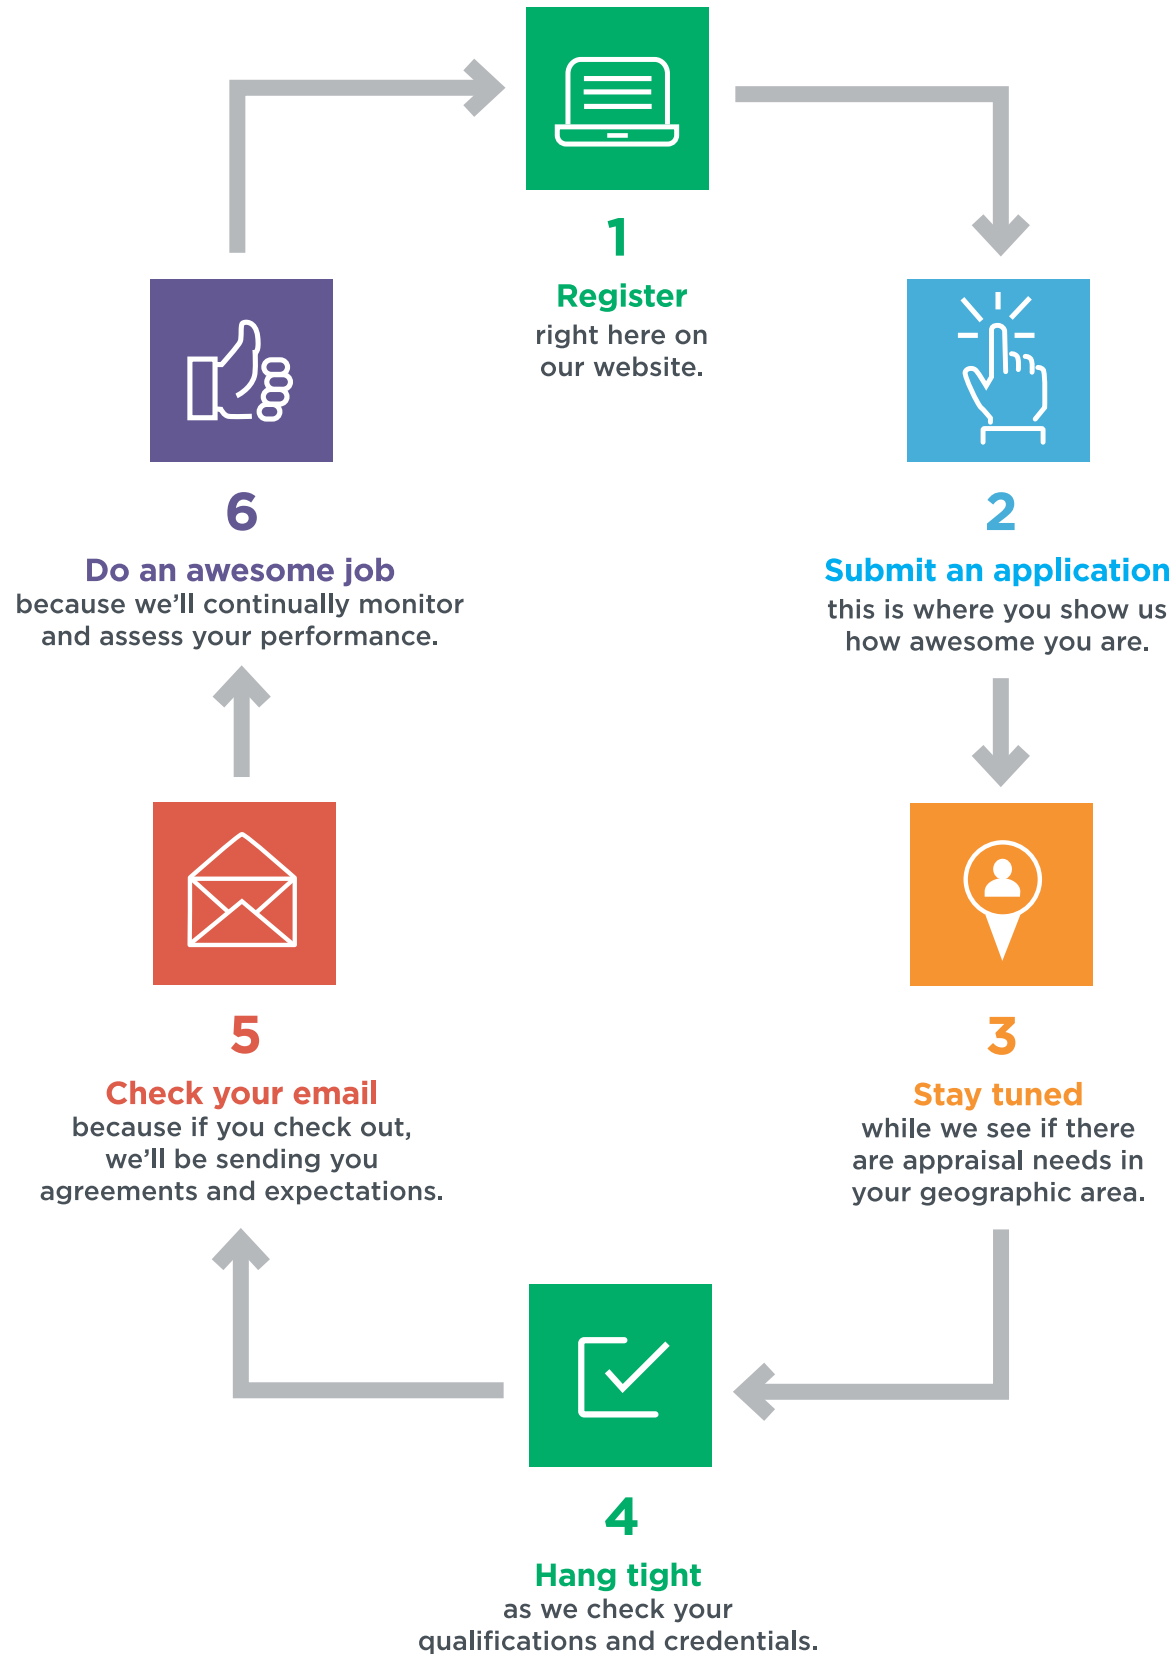 1
Register
right here on
our website.
2
Submit an application
this is where you show us
how awesome you are.
3
Stay tuned
while we see if there
are appraisal needs in
your geographic area.
4
Hang tight
as we check your
qualifications and credentials.
5
Check your email
because if you check out,
we’ll be sending you
agreements and expectations.
6
Do an awesome job
because we’ll continually monitor
and assess your performance.